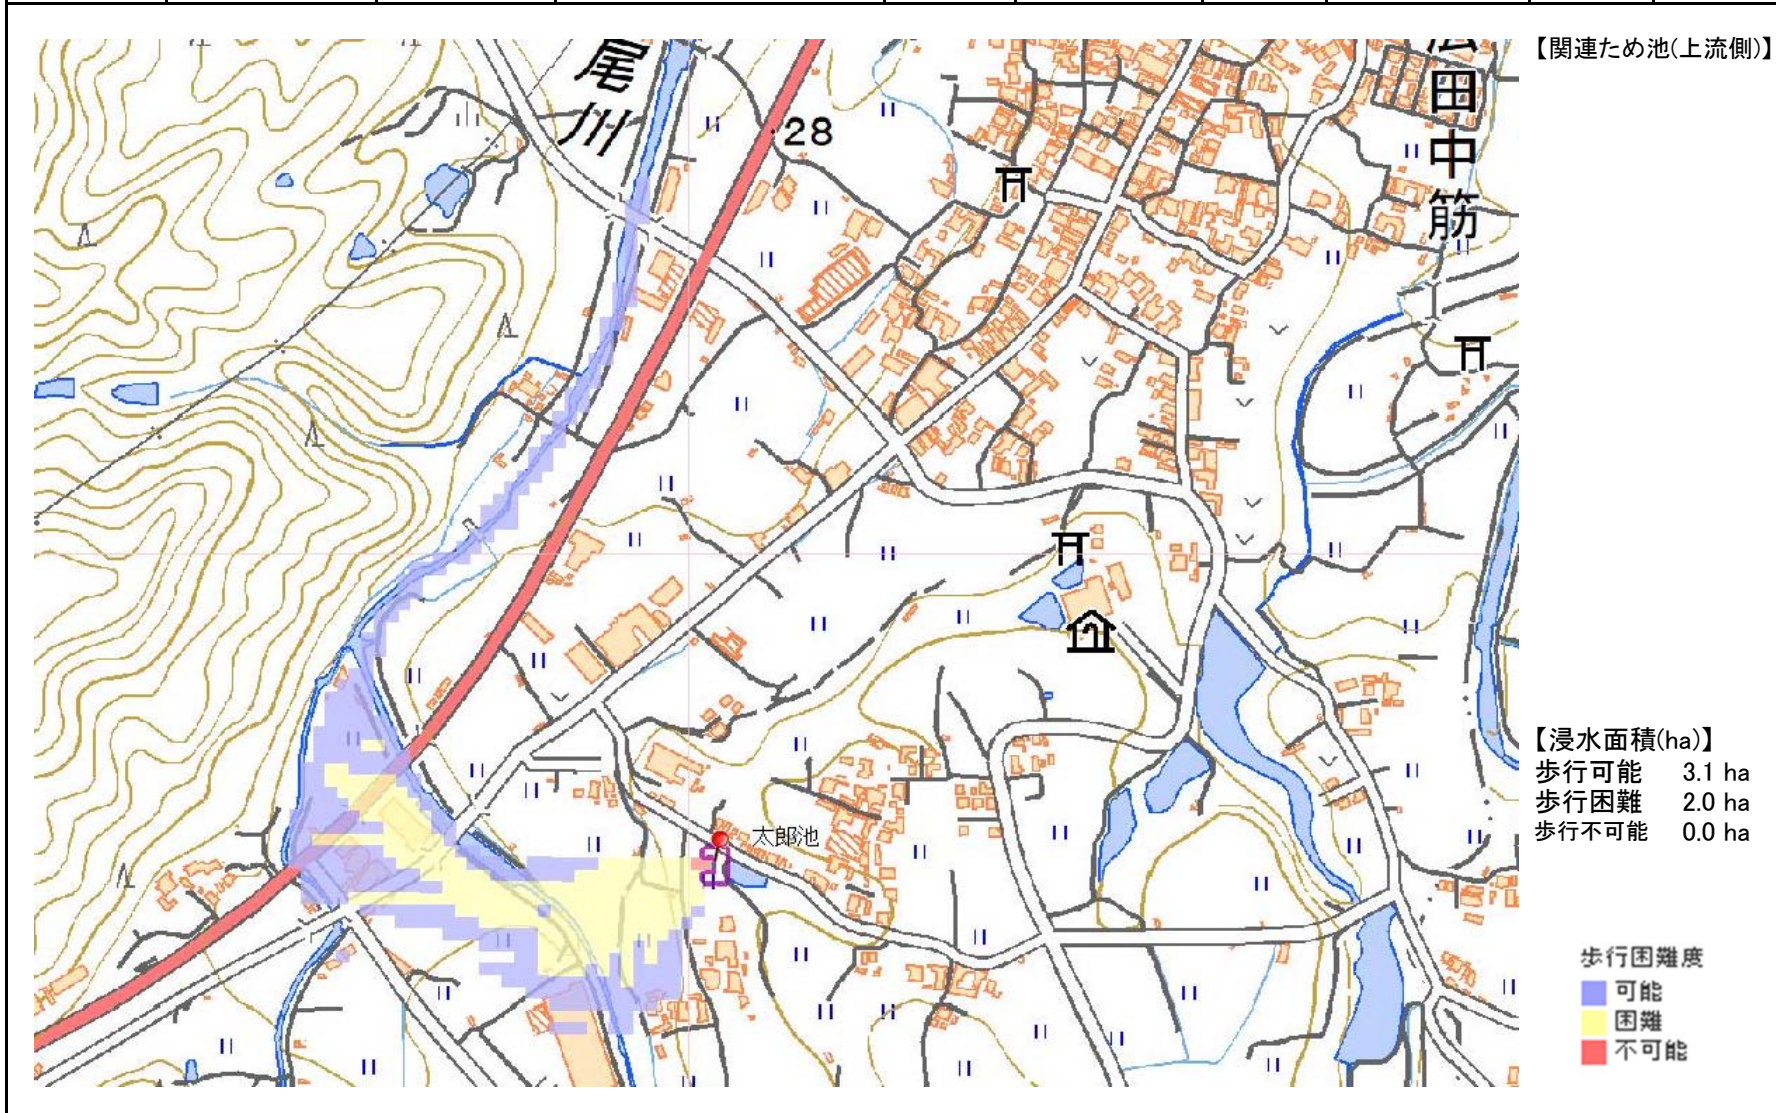 尾川
28
田中筋
太郎池
【関連ため池(上流側)】
【浸水面積(ha)】
歩行可能 3.1 ha
歩行困難 2.0 ha
歩行不可能 0.0 ha
歩行困難度
可能
困難
不可能